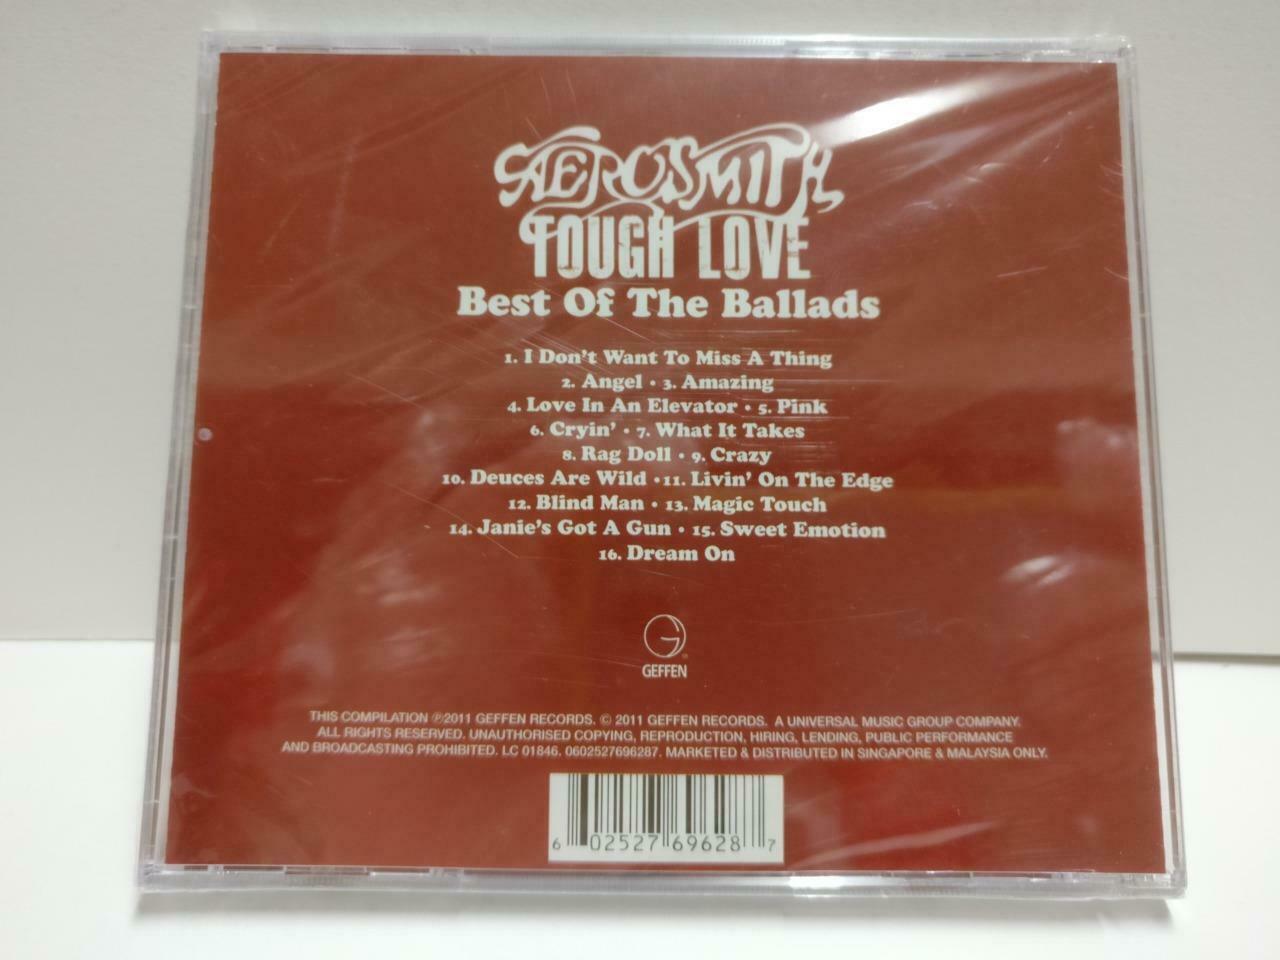 AEROSMITH
TOUGH LOVE
Best Of The Ballads
1. I Don't Want To Miss A Thing
2. Angel • 3. Amazing
4. Love In An Elevator • 5. Pink
6. Cryin' • 7. What It Takes
8. Rag Doll • 9. Crazy
10. Deuces Are Wild • 11. Livin' On The Edge
12. Blind Man • 13. Magic Touch
14. Janie's Got A Gun • 15. Sweet Emotion
16. Dream On
G
GEFFEN
THIS COMPILATION ℗2011 GEFFEN RECORDS. © 2011 GEFFEN RECORDS. A UNIVERSAL MUSIC GROUP COMPANY.
ALL RIGHTS RESERVED. UNAUTHORISED COPYING, REPRODUCTION, HIRING, LENDING, PUBLIC PERFORMANCE
AND BROADCASTING PROHIBITED. LC 01846. 0602527696287. MARKETED & DISTRIBUTED IN SINGAPORE & MALAYSIA ONLY.
6 02527 69628 7